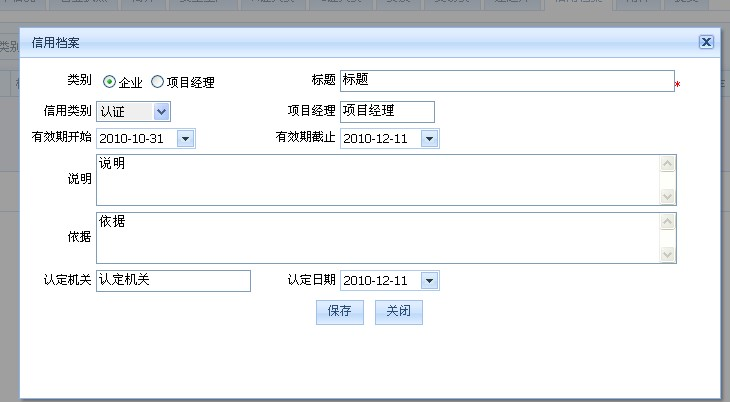 信用档案
类别 企业 项目经理 标题 标题 *
信用类别 认证 项目经理 项目经理
有效期开始 2010-10-31 有效期截止 2010-12-11
说明 说明
依据 依据
认定机关 认定机关 认定日期 2010-12-11
保存 关闭